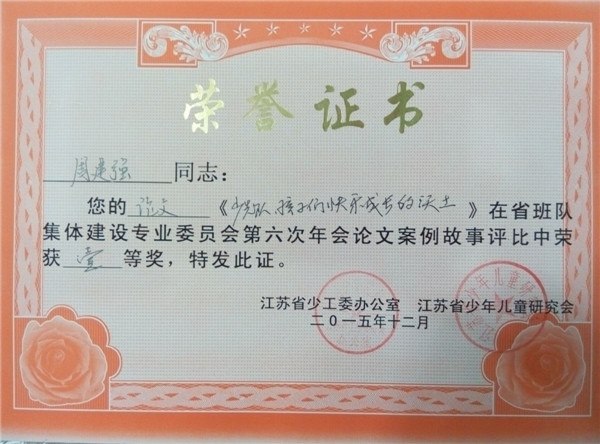 荣誉证书
周建强 同志:
您的 论文 《 少先队 孩子们快乐成长的沃土 》在省班队
集体建设专业委员会第六次年会论文案例故事评比中荣
获 壹 等奖,特发此证。
江苏省少工委办公室 江苏省少年儿童研究会
二0一五年十二月